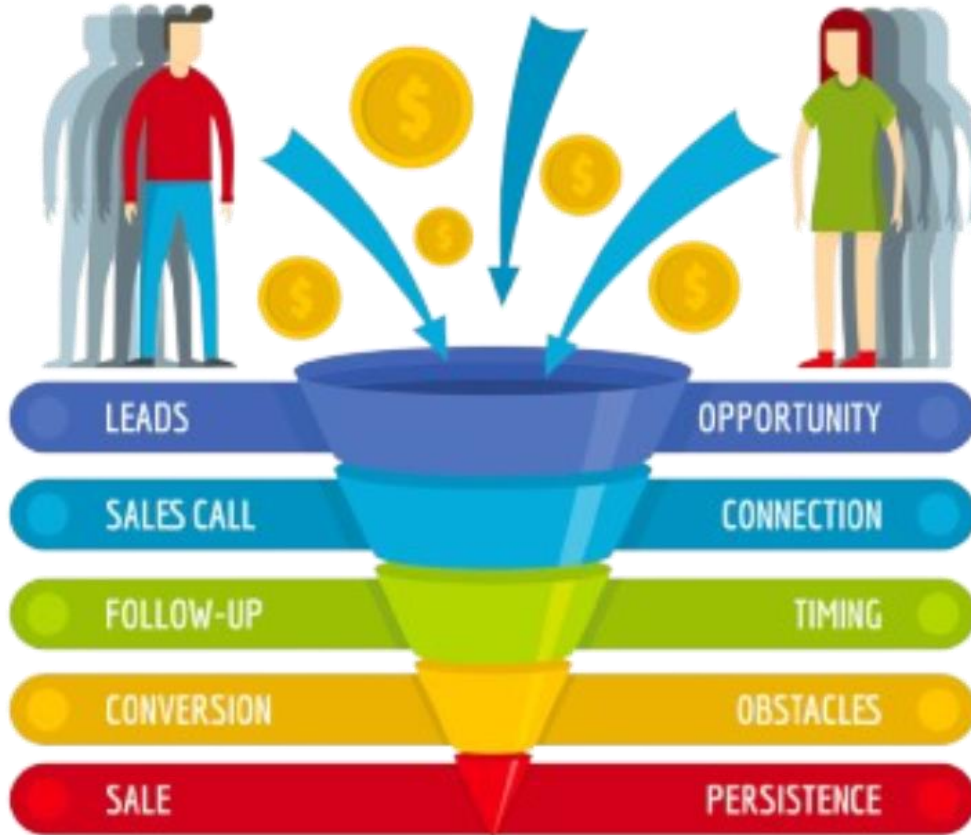 $
$
$
$
$
LEADS OPPORTUNITY
SALES CALL CONNECTION
FOLLOW-UP TIMING
CONVERSION OBSTACLES
SALE PERSISTENCE